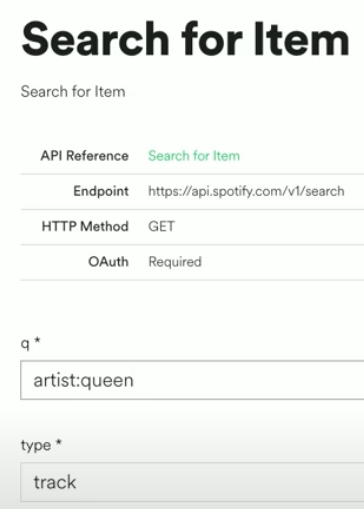 Search for Item
Search for Item
API Reference Search for Item
Endpoint https://api.spotify.com/v1/search
HTTP Method GET
OAuth Required
q *
artist:queen
type *
track